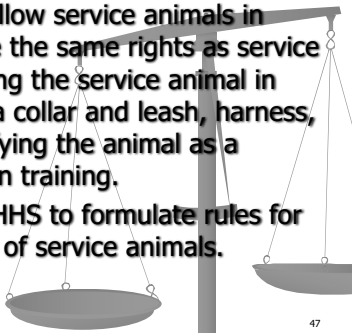 llow service animals in
e the same rights as service
ng the service animal in
a collar and leash, harness,
ying the animal as a
n training.
HHS to formulate rules for
of service animals.
47